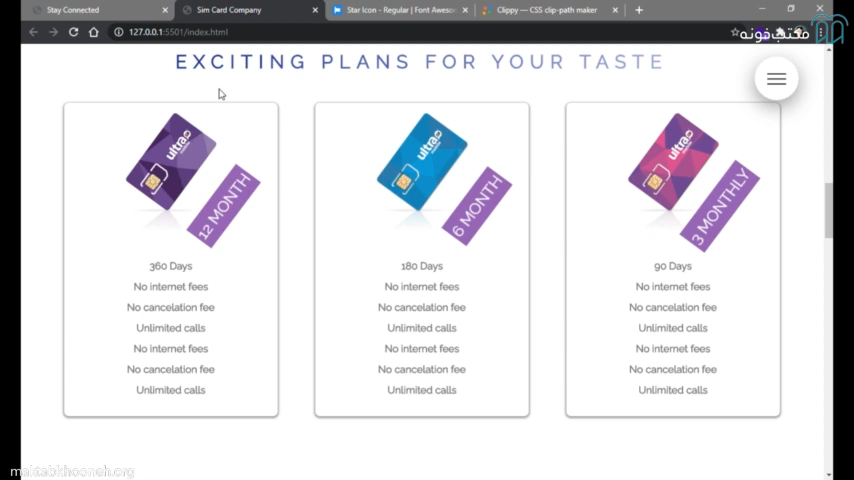 Stay Connected
Sim Card Company
Star Icon - Regular | Font Aweson
Clippy — CSS clip-path maker
127.0.0.1:5501/index.html
مکتب‌خونه
EXCITING PLANS FOR YOUR TASTE
ultra
12 MONTH
360 Days
No internet fees
No cancelation fee
Unlimited calls
No internet fees
No cancelation fee
Unlimited calls
ultra
6 MONTH
180 Days
No internet fees
No cancelation fee
Unlimited calls
No internet fees
No cancelation fee
Unlimited calls
ultra
3 MONTHLY
90 Days
No internet fees
No cancelation fee
Unlimited calls
No internet fees
No cancelation fee
Unlimited calls
maktabkhooneh.org